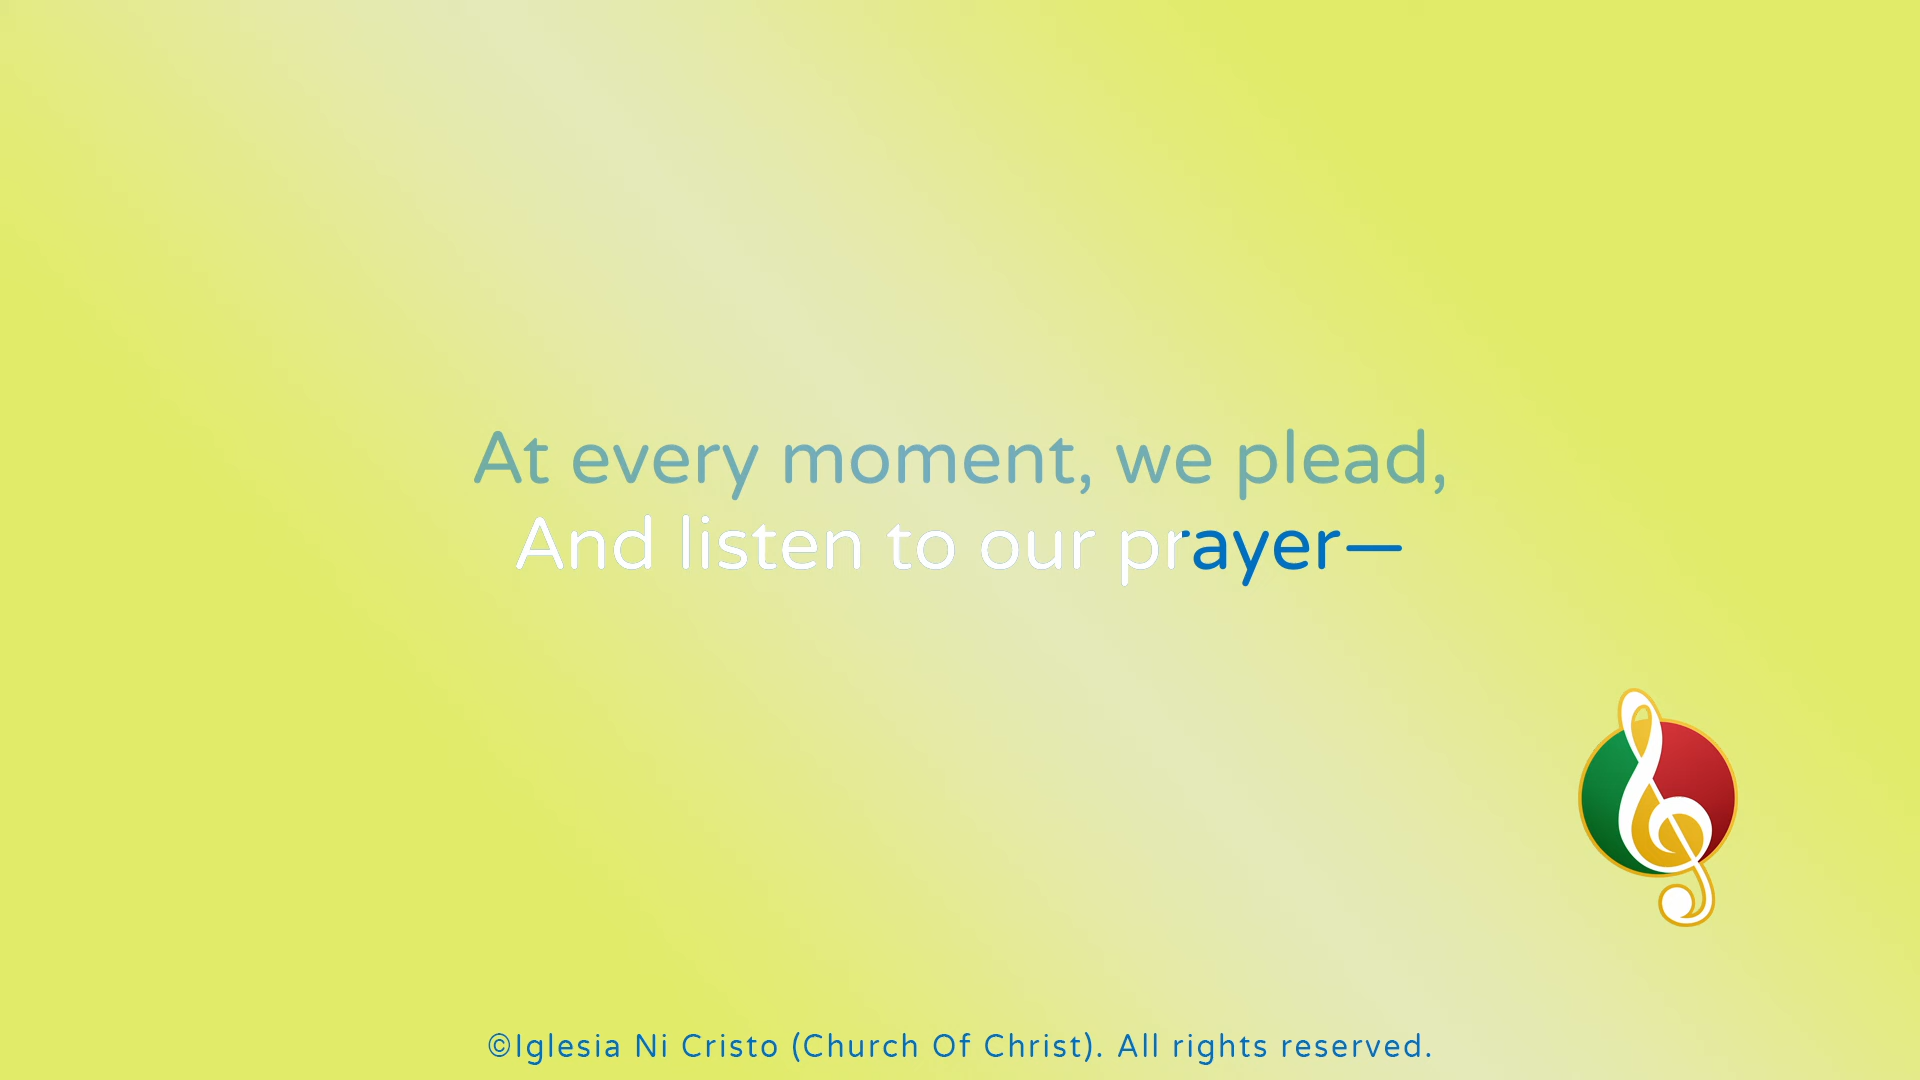 At every moment, we plead,
And listen to our prayer—
©Iglesia Ni Cristo (Church Of Christ). All rights reserved.